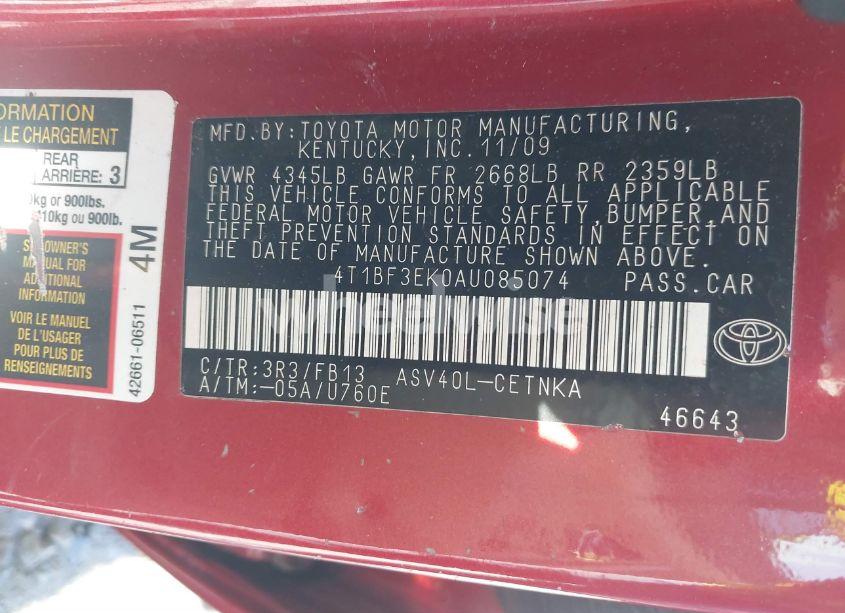 ORMATION
LE CHARGEMENT
REAR
ARRIÈRE: 3
kg or 900lbs.
10kg ou 900lb.
SEE OWNER'S
MANUAL FOR
ADDITIONAL
INFORMATION
VOIR LE MANUEL
DE L'USAGER
POUR PLUS DE
RENSEIGNEMENTS
4M
42661-06511
MFD.BY:TOYOTA MOTOR MANUFACTURING,
KENTUCKY,INC.11/09
GVWR 4345LB GAWR FR 2668LB RR 2359LB
THIS VEHICLE CONFORMS TO ALL APPLICABLE
FEDERAL MOTOR VEHICLE SAFETY,BUMPER,AND
THEFT PREVENTION STANDARDS IN EFFECT ON
THE DATE OF MANUFACTURE SHOWN ABOVE.
4T1BF3EK0AU085074 PASS.CAR
wheelwise
C/TR:3R3/FB13 ASV40L-CETNKA
A/TM:-05A/U760E
46643
TOYOTA